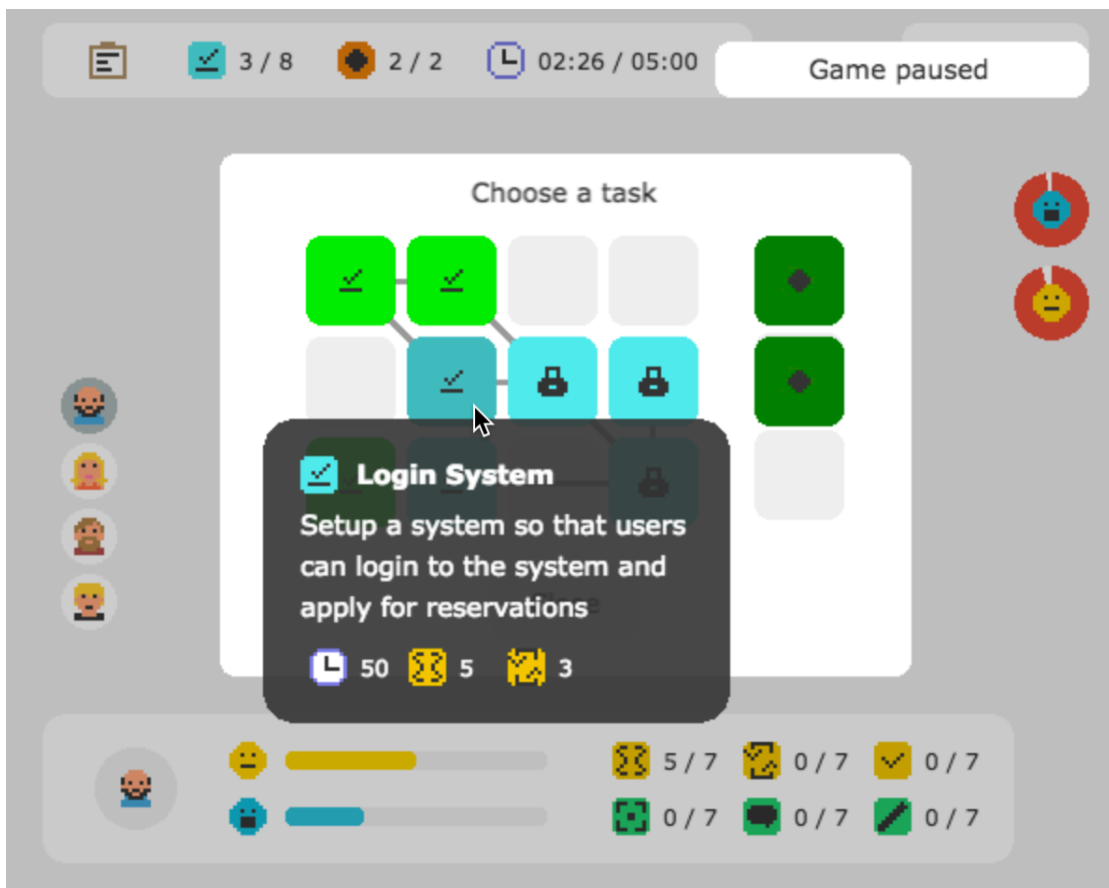 3 / 8
2 / 2
02:26 / 05:00
Game paused
Choose a task
Login System
Setup a system so that users
can login to the system and
apply for reservations
50
5
3
5 / 7
0 / 7
0 / 7
0 / 7
0 / 7
0 / 7